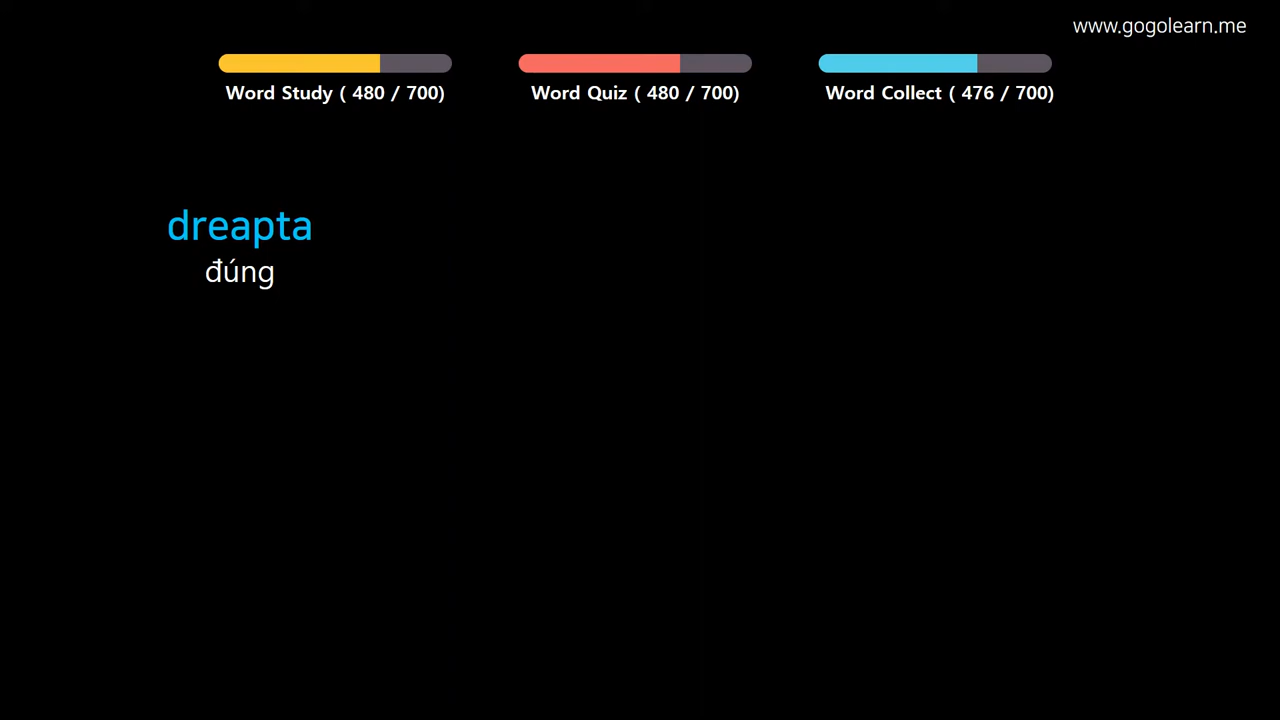 www.gogolearn.me
Word Study ( 480 / 700)
Word Quiz ( 480 / 700)
Word Collect ( 476 / 700)
dreapta
đúng